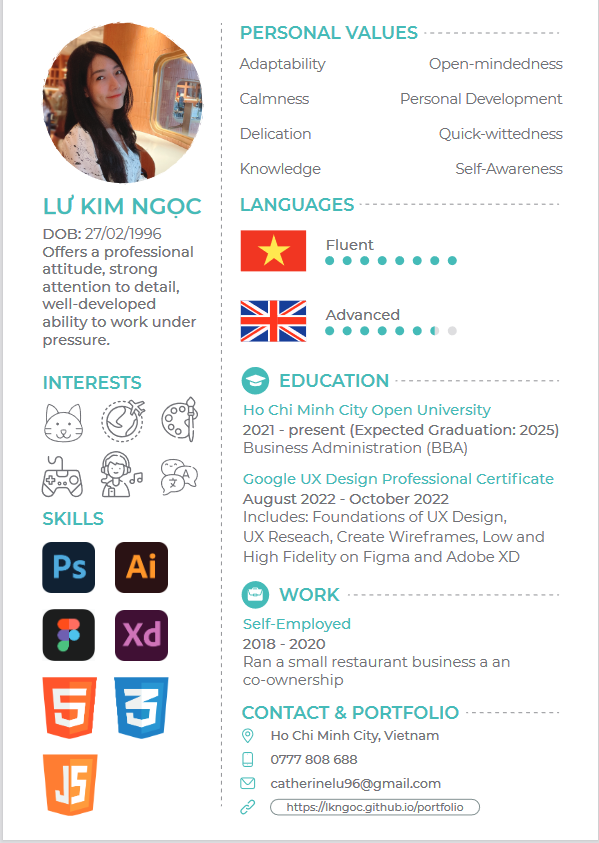 LƯ KIM NGỌC
DOB: 27/02/1996
Offers a professional
attitude, strong
attention to detail,
well-developed
ability to work under
pressure.
INTERESTS
A
SKILLS
Ps
Ai
Xd
5
3
JS
PERSONAL VALUES
Adaptability Open-mindedness
Calmness Personal Development
Delication Quick-wittedness
Knowledge Self-Awareness
LANGUAGES
Fluent
Advanced
EDUCATION
Ho Chi Minh City Open University
2021 - present (Expected Graduation: 2025)
Business Administration (BBA)
Google UX Design Professional Certificate
August 2022 - October 2022
Includes: Foundations of UX Design,
UX Reseach, Create Wireframes, Low and
High Fidelity on Figma and Adobe XD
WORK
Self-Employed
2018 - 2020
Ran a small restaurant business a an
co-ownership
CONTACT & PORTFOLIO
Ho Chi Minh City, Vietnam
0777 808 688
catherinelu96@gmail.com
https://lkngoc.github.io/portfolio